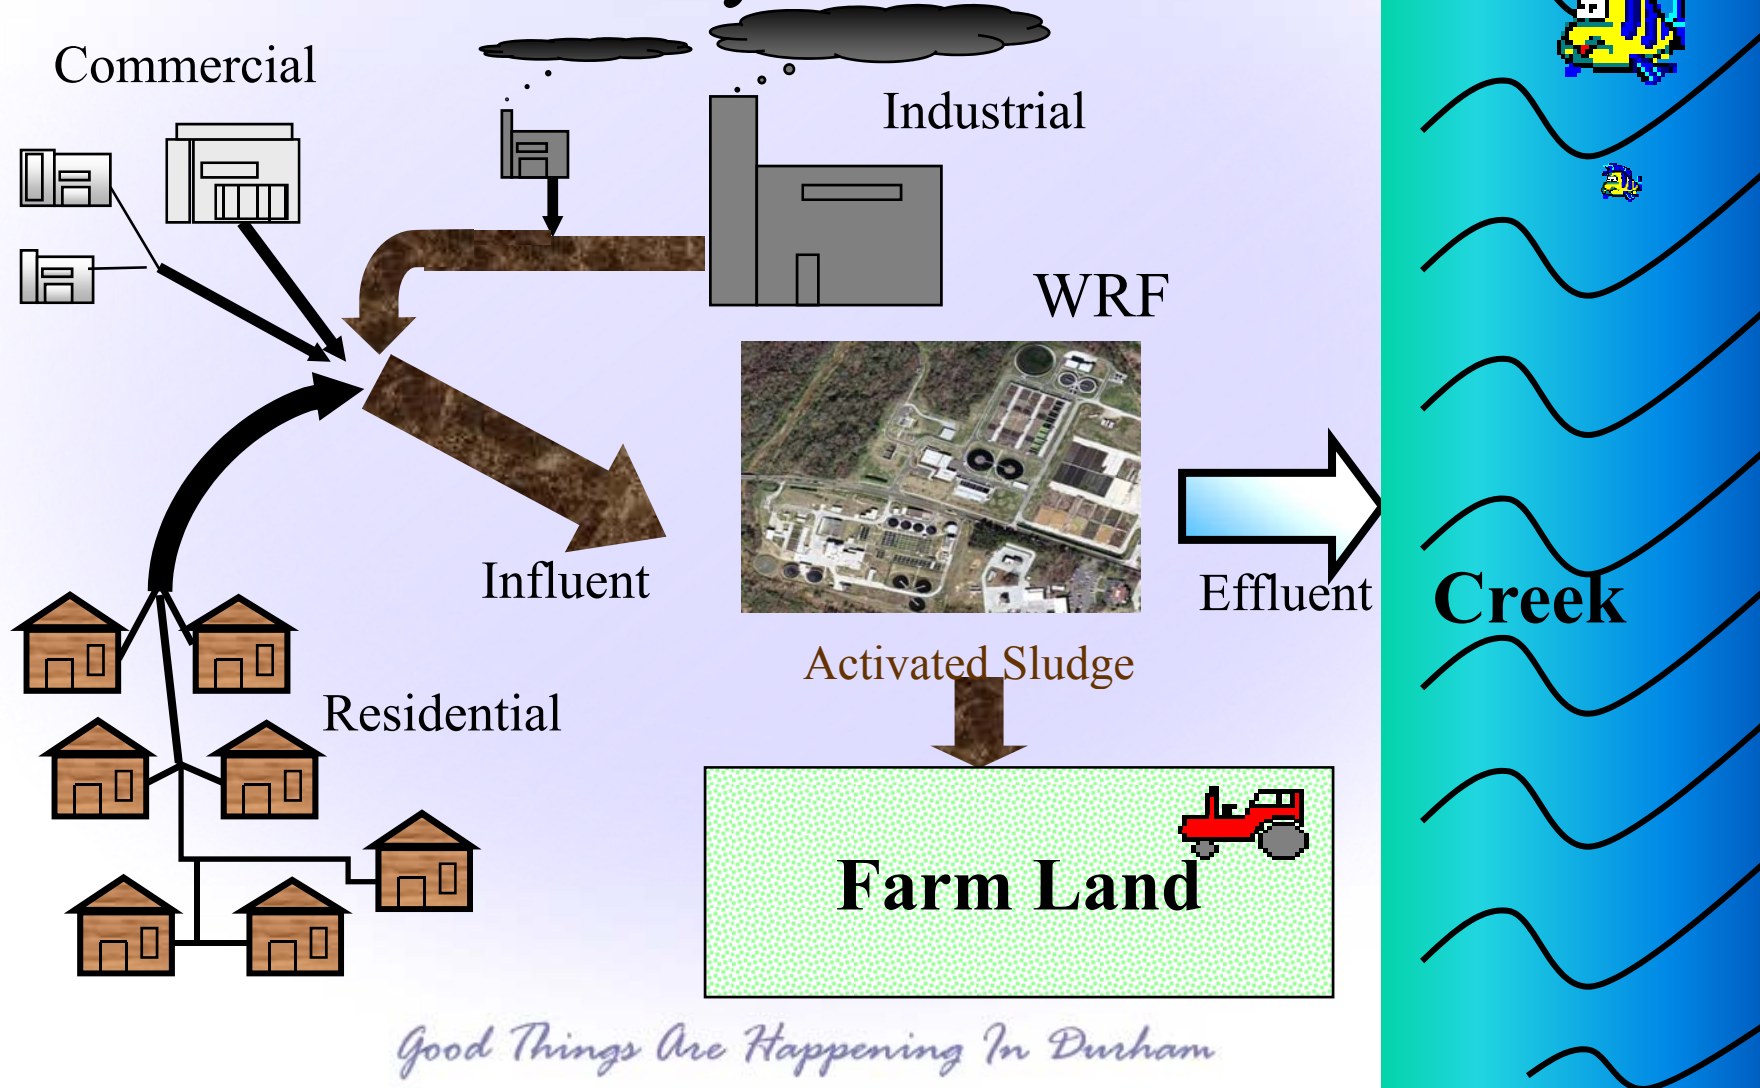 Commercial
Industrial
WRF
Influent
Effluent
Creek
Activated Sludge
Residential
Farm Land
Good Things Are Happening In Durham